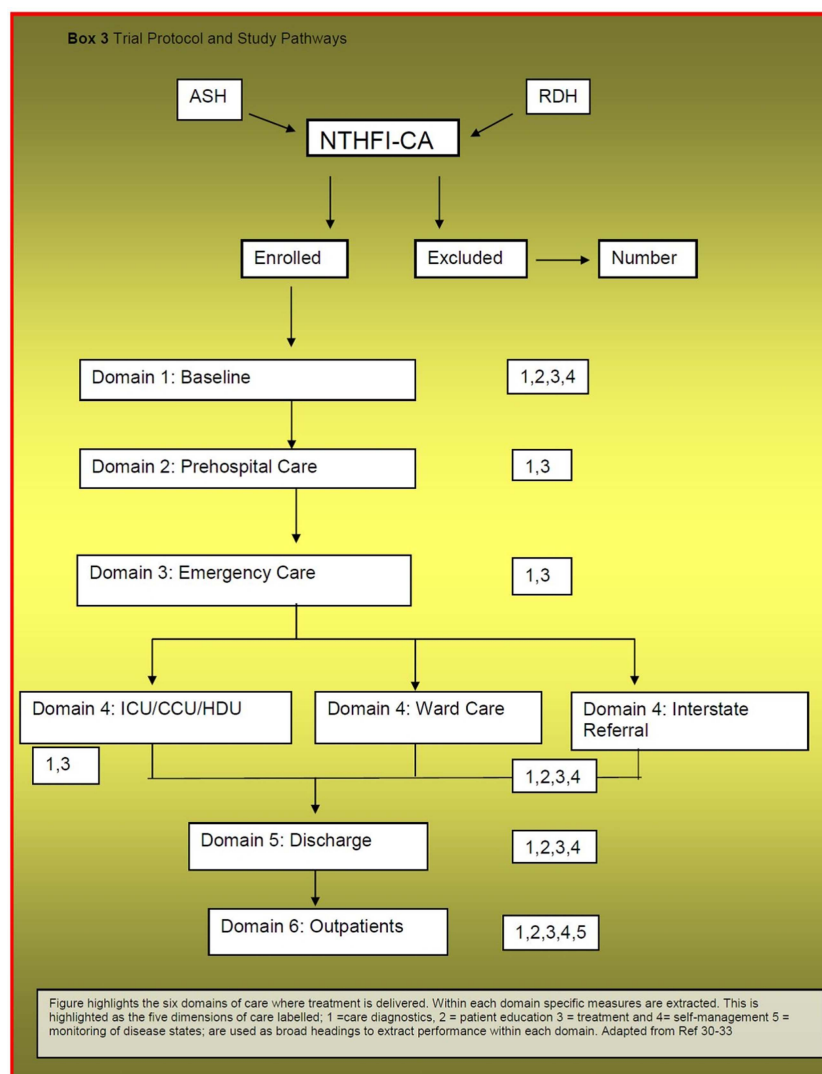 Box 3 Trial Protocol and Study Pathways
ASH
RDH
NTHFI-CA
Enrolled
Excluded
Number
Domain 1: Baseline
1,2,3,4
Domain 2: Prehospital Care
1,3
Domain 3: Emergency Care
1,3
Domain 4: ICU/CCU/HDU
Domain 4: Ward Care
Domain 4: Interstate
Referral
1,3
1,2,3,4
Domain 5: Discharge
1,2,3,4
Domain 6: Outpatients
1,2,3,4,5
Figure highlights the six domains of care where treatment is delivered. Within each domain specific measures are extracted. This is
highlighted as the five dimensions of care labelled; 1 =care diagnostics, 2 = patient education 3 = treatment and 4= self-management 5 =
monitoring of disease states; are used as broad headings to extract performance within each domain. Adapted from Ref 30-33